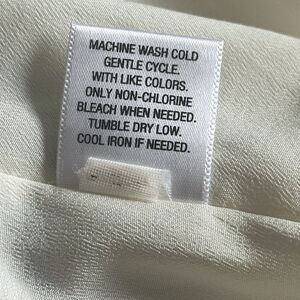 MACHINE WASH COLD
GENTLE CYCLE.
WITH LIKE COLORS.
ONLY NON-CHLORINE
BLEACH WHEN NEEDED.
TUMBLE DRY LOW.
COOL IRON IF NEEDED.